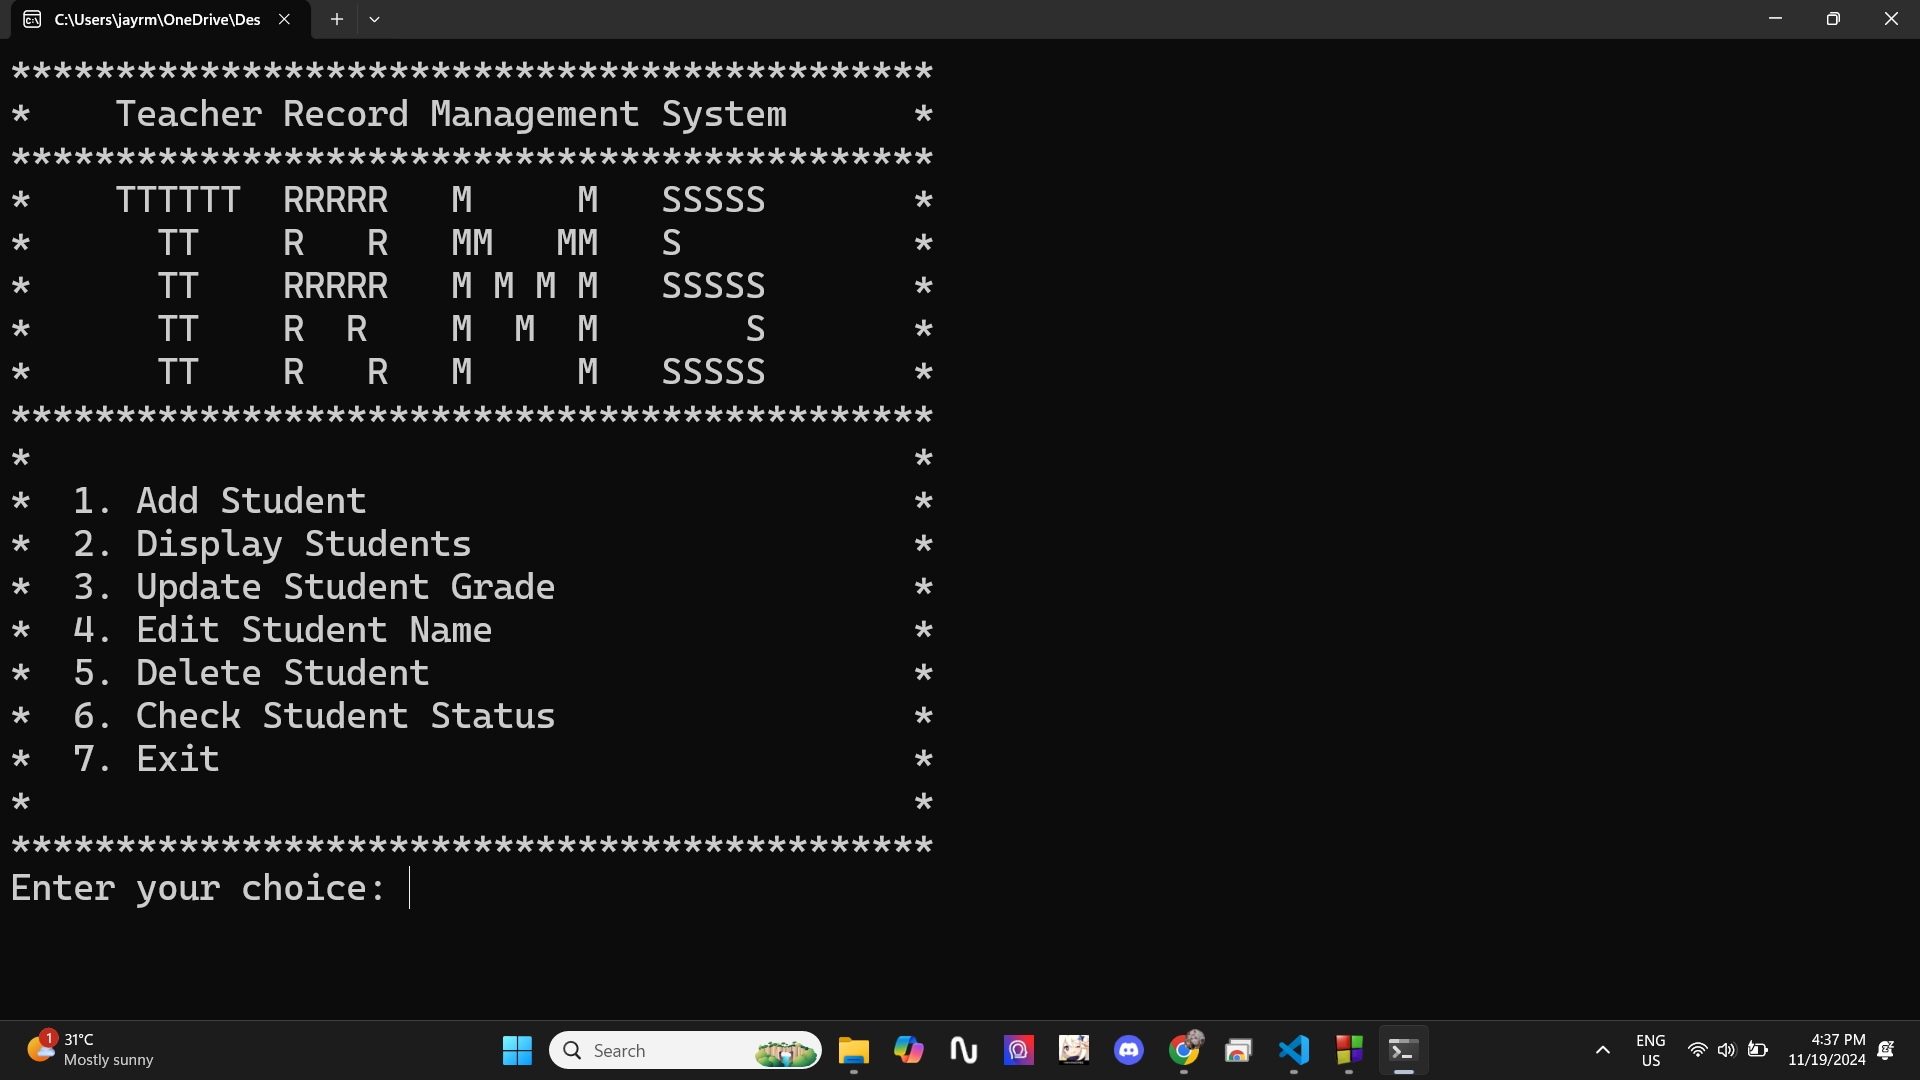 C:\Users\jayrm\OneDrive\Des
********************************************
*    Teacher Record Management System      *
********************************************
*    TTTTTT  RRRRR   M     M   SSSSS       *
*      TT    R   R   MM   MM   S           *
*      TT    RRRRR   M M M M   SSSSS       *
*      TT    R  R    M  M  M       S       *
*      TT    R   R   M     M   SSSSS       *
********************************************
*                                          *
*  1. Add Student                          *
*  2. Display Students                     *
*  3. Update Student Grade                 *
*  4. Edit Student Name                    *
*  5. Delete Student                       *
*  6. Check Student Status                 *
*  7. Exit                                 *
*                                          *
********************************************
Enter your choice:
1
31°C
Mostly sunny
Search
ENG
US
4:37 PM
11/19/2024